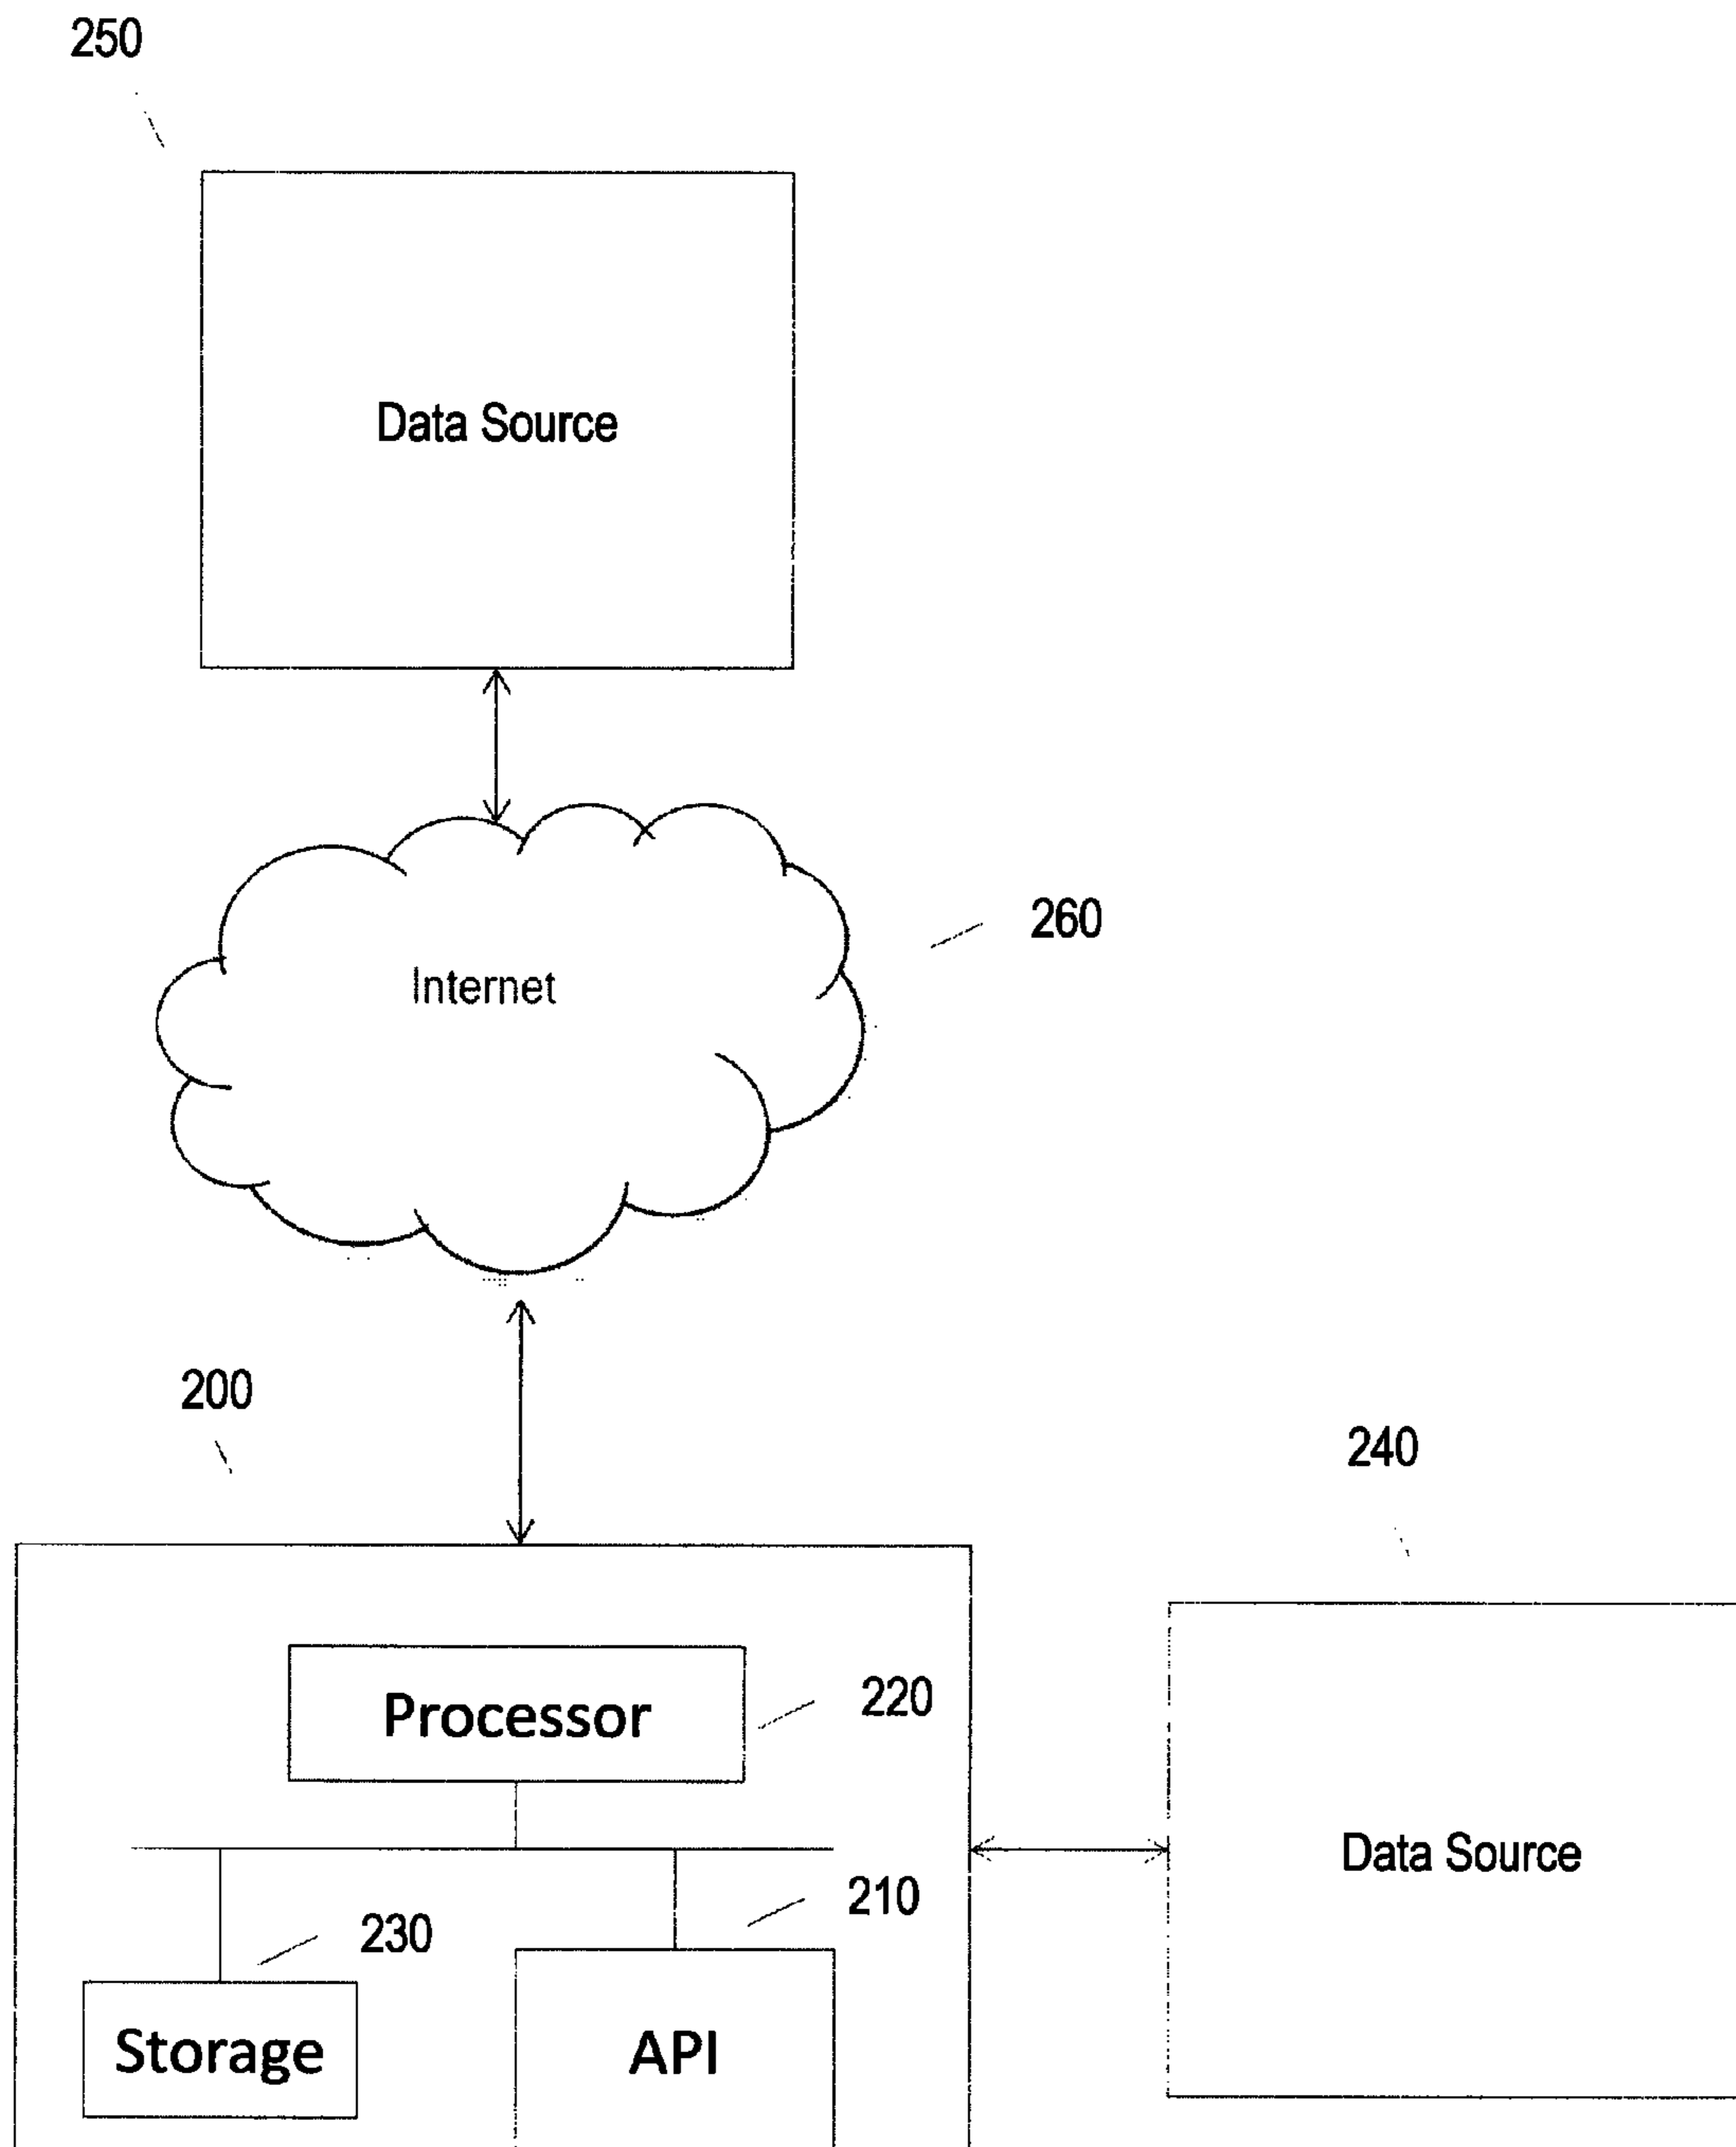 250
Data Source
Internet
260
200
240
Processor
220
Data Source
210
230
Storage
API